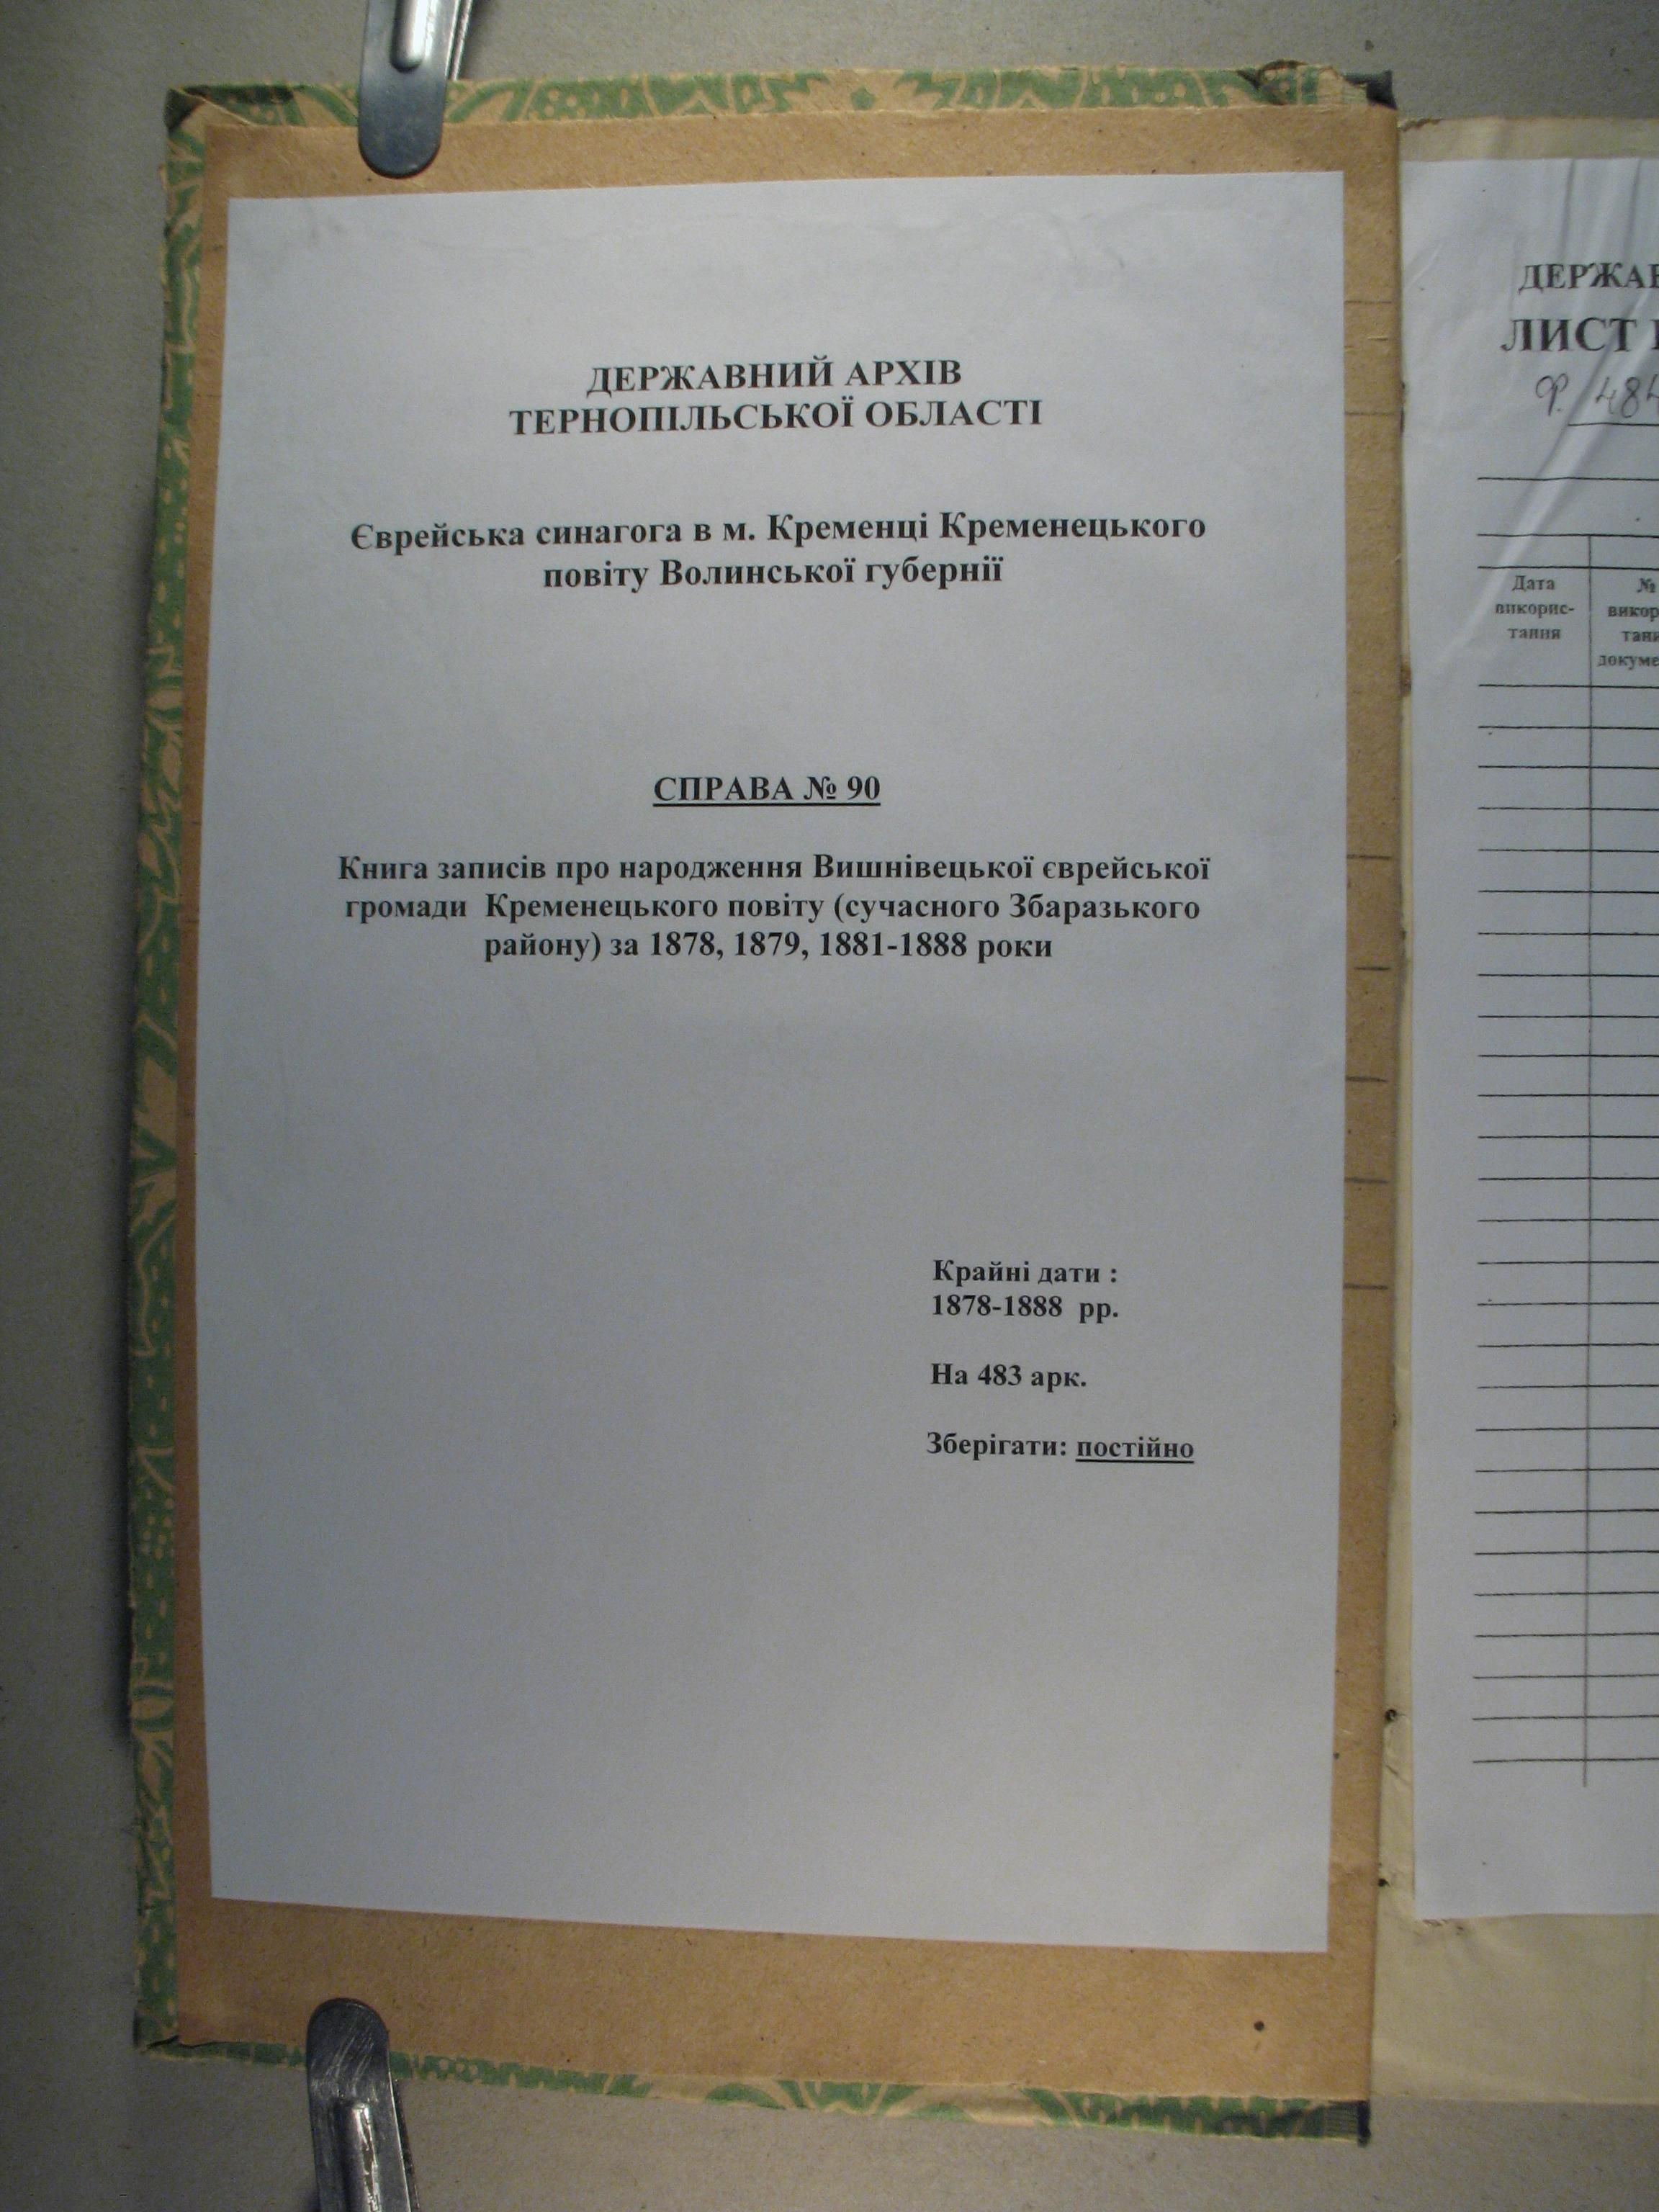 ДЕРЖАВНИЙ АРХІВ
ТЕРНОПІЛЬСЬКОЇ ОБЛАСТІ
Єврейська синагога в м. Кременці Кременецького
повіту Волинської губернії
СПРАВА № 90
Книга записів про народження Вишнівецької єврейської
громади Кременецького повіту (сучасного Збаразького
району) за 1878, 1879, 1881-1888 роки
Крайні дати :
1878-1888 рр.
На 483 арк.
Зберігати: постійно
ЛИСТ
Ф. 484
Дата
викорис-
тання
№